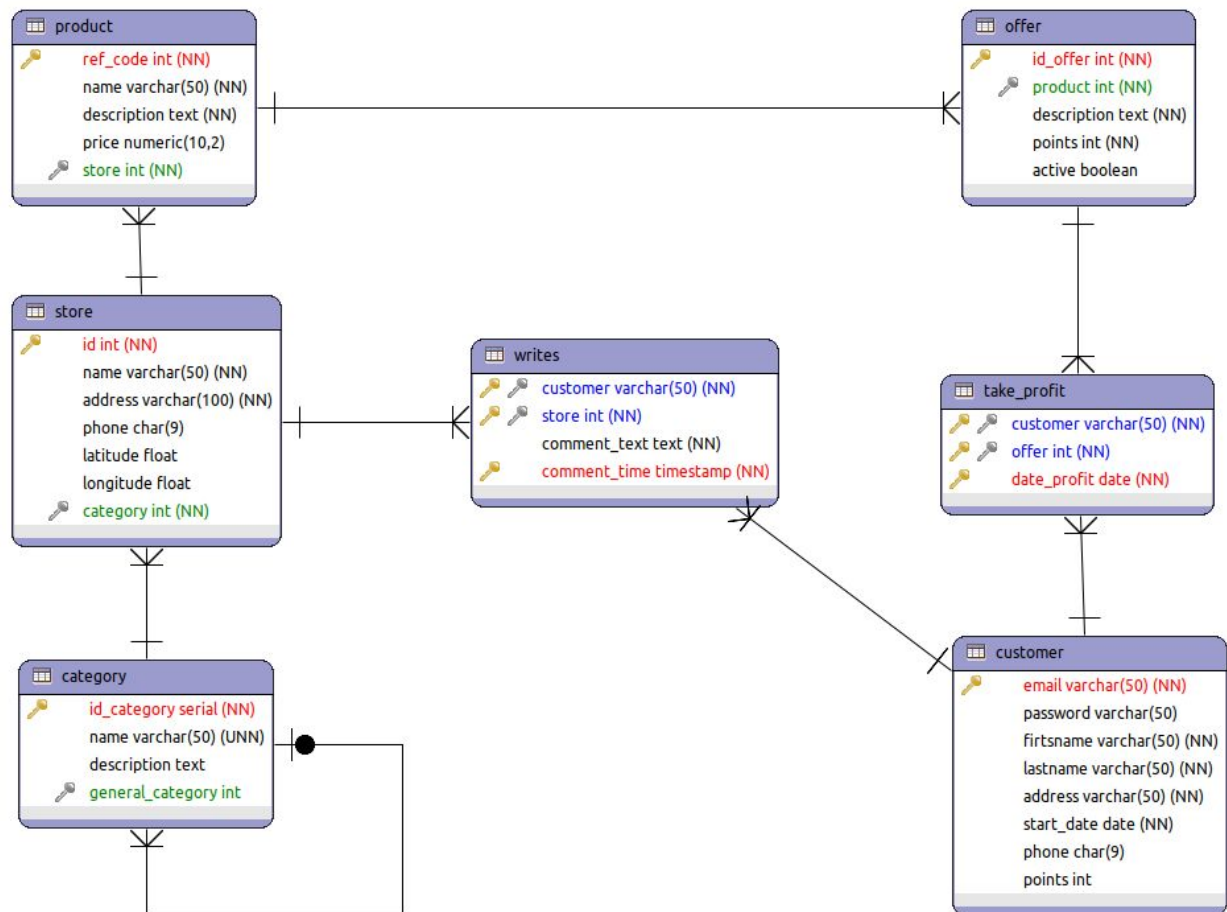 product
ref_code int (NN)
name varchar(50) (NN)
description text (NN)
price numeric(10,2)
store int (NN)
offer
id_offer int (NN)
product int (NN)
description text (NN)
points int (NN)
active boolean
store
id int (NN)
name varchar(50) (NN)
address varchar(100) (NN)
phone char(9)
latitude float
longitude float
category int (NN)
writes
customer varchar(50) (NN)
store int (NN)
comment_text text (NN)
comment_time timestamp (NN)
take_profit
customer varchar(50) (NN)
offer int (NN)
date_profit date (NN)
category
id_category serial (NN)
name varchar(50) (UNN)
description text
general_category int
customer
email varchar(50) (NN)
password varchar(50)
firtsname varchar(50) (NN)
lastname varchar(50) (NN)
address varchar(50) (NN)
start_date date (NN)
phone char(9)
points int